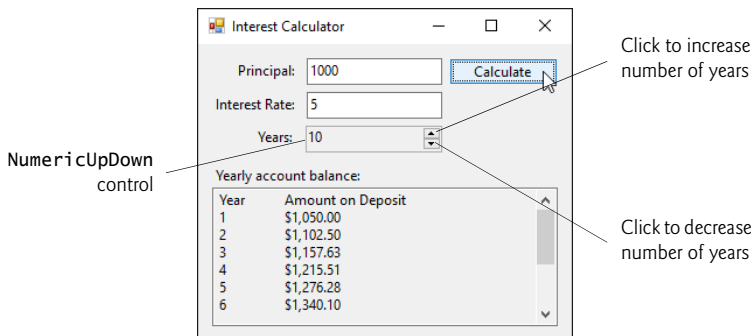 Interest Calculator
Principal: 1000 Calculate
Interest Rate: 5
Years: 10
Yearly account balance:
Year Amount on Deposit
1 $1,050.00
2 $1,102.50
3 $1,157.63
4 $1,215.51
5 $1,276.28
6 $1,340.10
NumericUpDown
control
Click to increase
number of years
Click to decrease
number of years